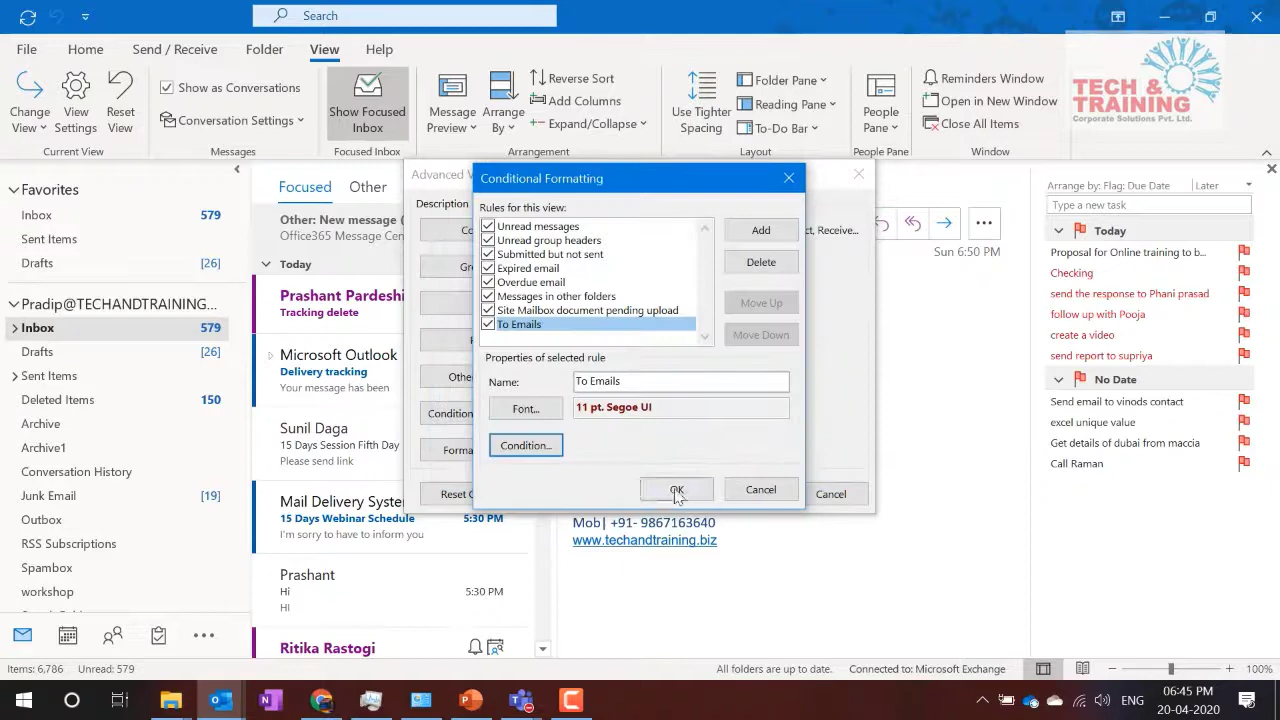 Search
File
Home
Send / Receive
Folder
View
Help
Change View
View Settings
Reset View
Current View
Show as Conversations
Conversation Settings
Messages
Show Focused Inbox
Focused Inbox
Message Preview
Arrange By
Reverse Sort
Add Columns
Expand/Collapse
Arrangement
Use Tighter Spacing
Folder Pane
Reading Pane
To-Do Bar
Layout
People Pane
People Pane
Reminders Window
Open in New Window
Close All Items
Window
TECH &
TRAINING
Corporate Solutions Pvt. Ltd.
Favorites
Inbox 579
Sent Items
Drafts [26]
Pradip@TECHANDTRAINING...
Inbox 579
Drafts [26]
Sent Items
Deleted Items 150
Archive
Archive1
Conversation History
Junk Email [19]
Outbox
RSS Subscriptions
Spambox
workshop
Focused Other
Other: New message (
Office365 Message Cen
Today
Prashant Pardeshi
Tracking delete
Microsoft Outlook
Delivery tracking
Your message has been
Sunil Daga
15 Days Session Fifth Day
Please send link
Mail Delivery Syste
15 Days Webinar Schedule 5:30 PM
I'm sorry to have to inform you
Prashant
Hi 5:30 PM
HI
Ritika Rastogi
Advanced V
Description
Co
Gr
Othe
Condition
Forma
Reset C
ct, Receive...
Cancel
Conditional Formatting
Rules for this view:
Unread messages
Unread group headers
Submitted but not sent
Expired email
Overdue email
Messages in other folders
Site Mailbox document pending upload
To Emails
Add
Delete
Move Up
Move Down
Properties of selected rule
Name: To Emails
Font... 11 pt. Segoe UI
Condition...
OK
Cancel
Sun 6:50 PM
Mob| +91- 9867163640
www.techandtraining.biz
Arrange by: Flag: Due Date Later
Type a new task
Today
Proposal for Online training to b...
Checking
send the response to Phani prasad
follow up with Pooja
create a video
send report to supriya
No Date
Send email to vinods contact
excel unique value
Get details of dubai from maccia
Call Raman
Items: 6,786 Unread: 579
All folders are up to date.
Connected to: Microsoft Exchange
100%
ENG
06:45 PM
20-04-2020